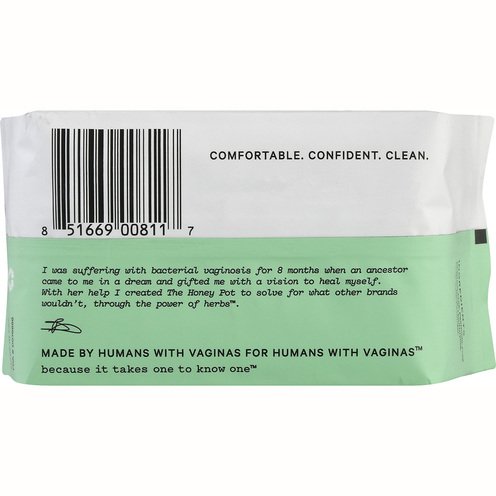 COMFORTABLE. CONFIDENT. CLEAN.
8 51669 00811 7
I was suffering with bacterial vaginosis for 8 months when an ancestor
came to me in a dream and gifted me with a vision to heal myself.
With her help I created The Honey Pot to solve for what other brands
wouldn't, through the power of herbs™.
MADE BY HUMANS WITH VAGINAS FOR HUMANS WITH VAGINAS™
because it takes one to know one™